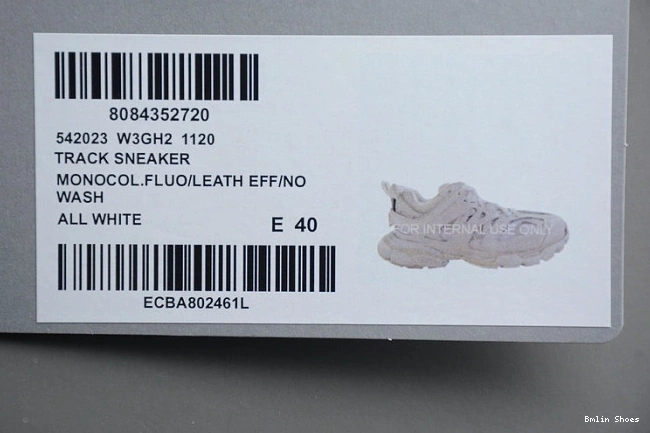 8084352720
542023 W3GH2 1120
TRACK SNEAKER
MONOCOL.FLUO/LEATH EFF/NO
WASH
ALL WHITE
E 40
FOR INTERNAL USE ONLY
ECBA802461L
Bmlin Shoes